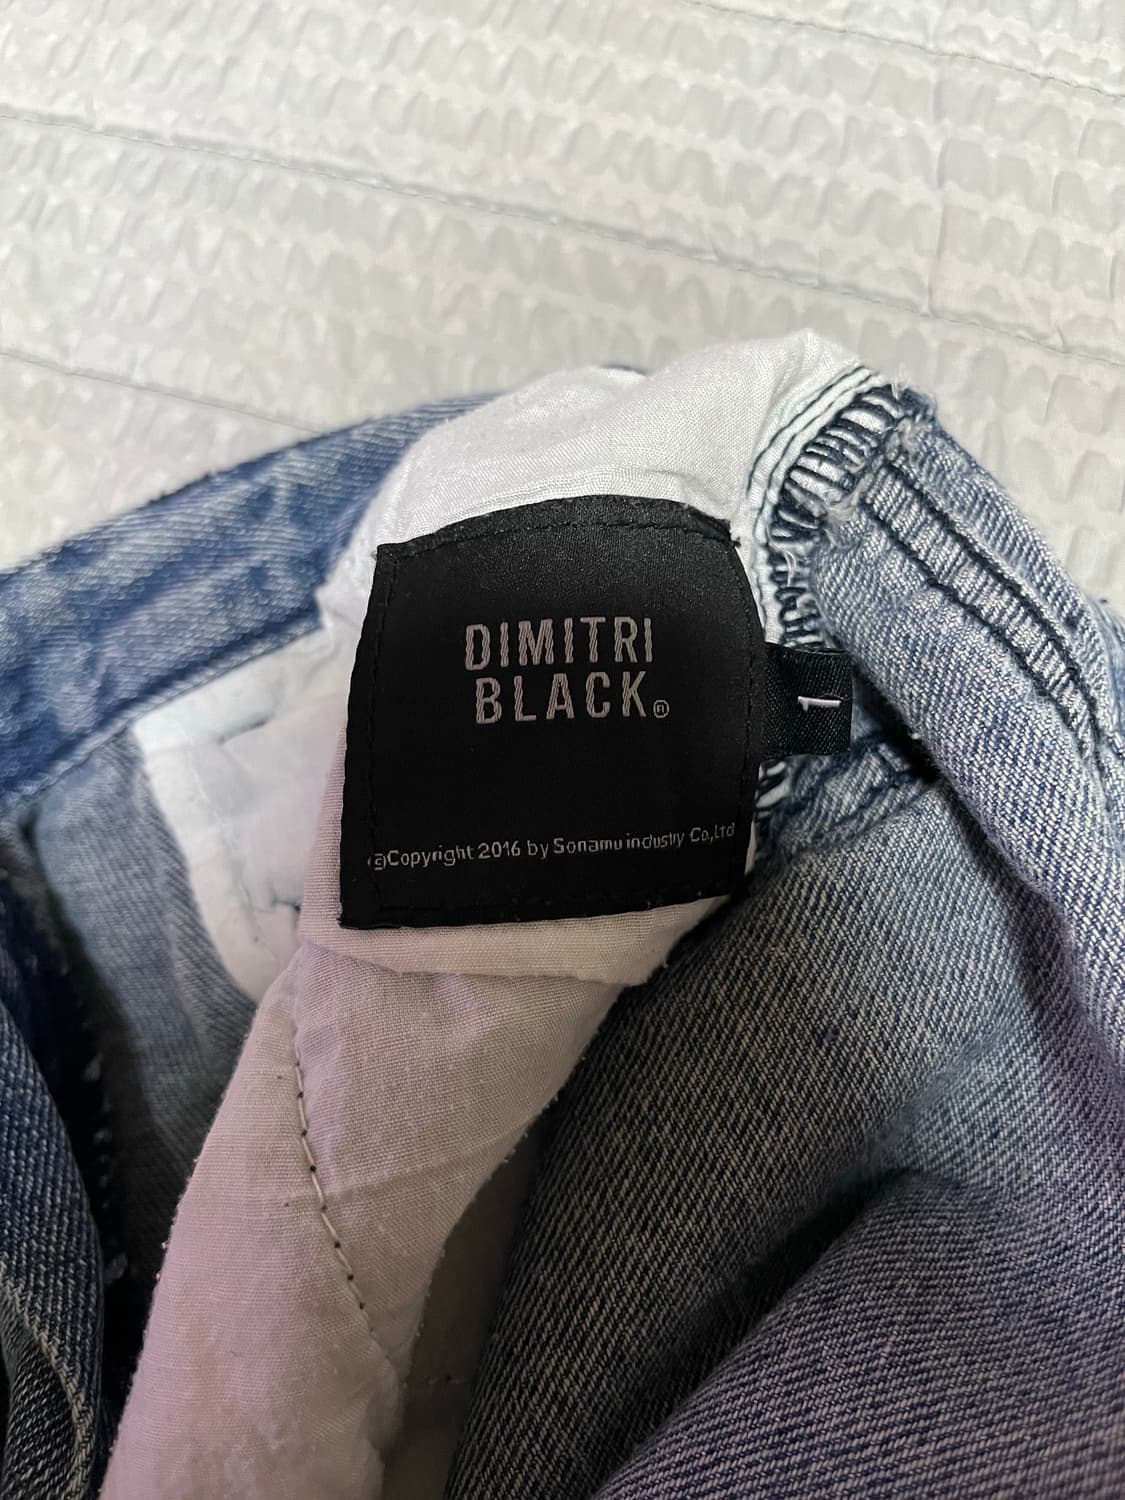 DIMITRI
BLACK®
©Copyright 2016 by Sonamu industry Co,Ltd
1